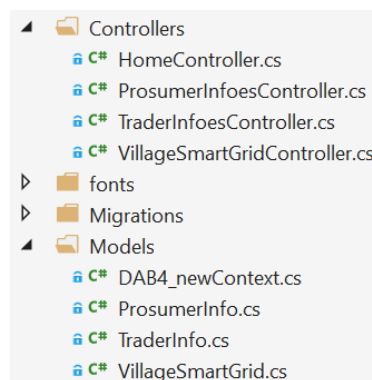 Controllers
C# HomeController.cs
C# ProsumerInfoesController.cs
C# TraderInfoesController.cs
C# VillageSmartGridController.cs
fonts
Migrations
Models
C# DAB4_newContext.cs
C# ProsumerInfo.cs
C# TraderInfo.cs
C# VillageSmartGrid.cs